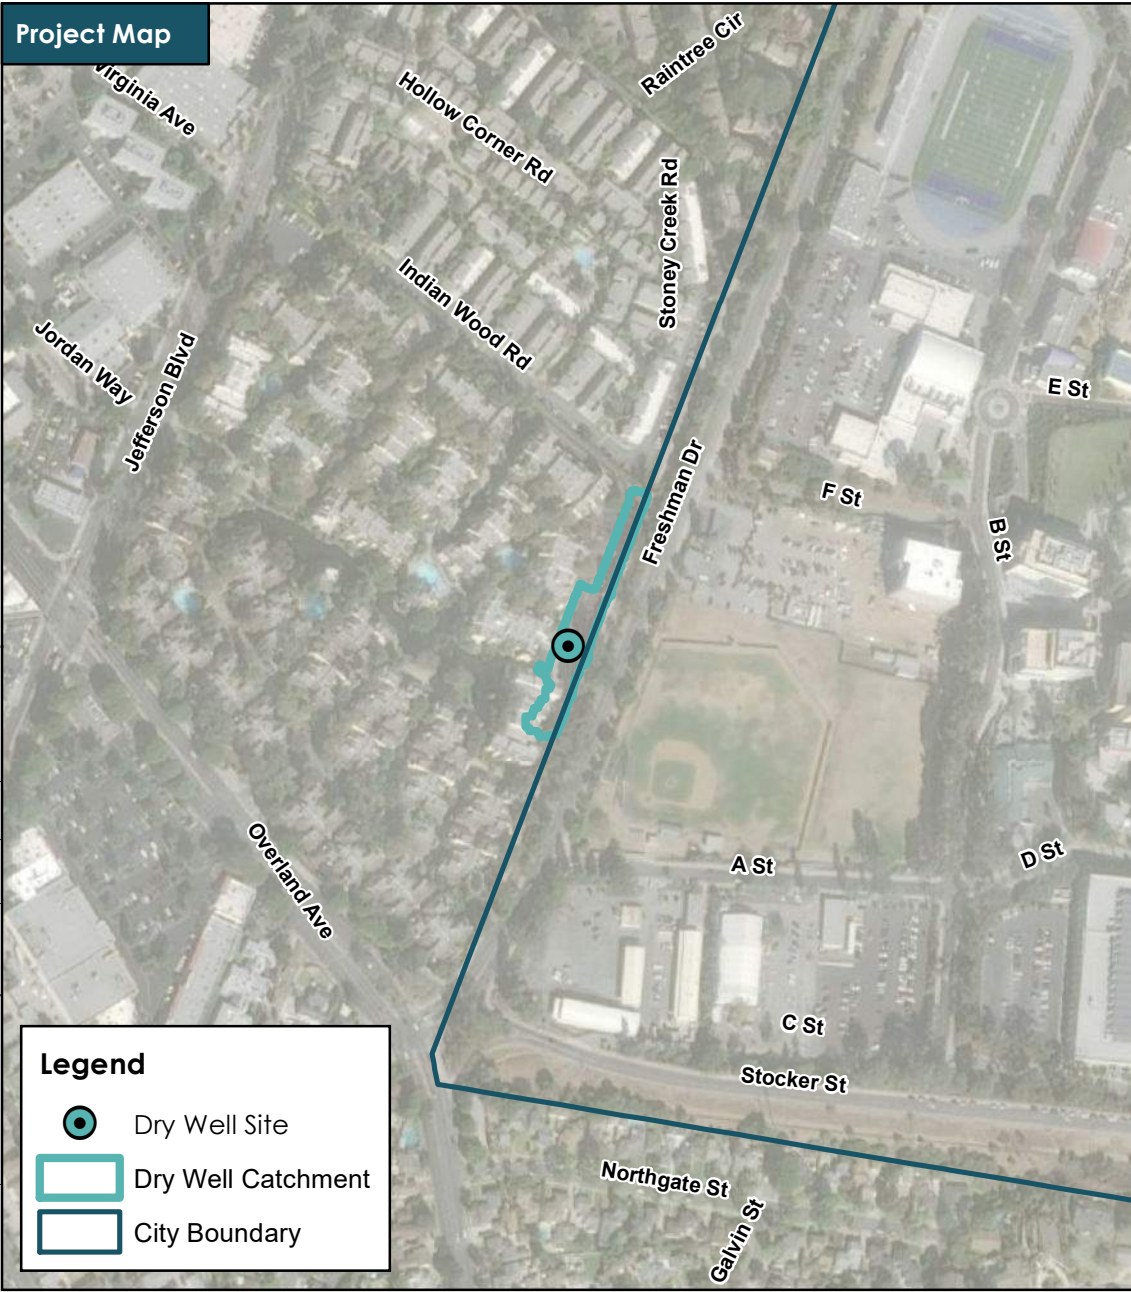 Project Map
Virginia Ave
Hollow Corner Rd
Raintree Cir
Stoney Creek Rd
Indian Wood Rd
Jordan Way
Jefferson Blvd
E St
Freshman Dr
F St
B St
Overland Ave
A St
D St
C St
Stocker St
Northgate St
Galvin St
Legend
Dry Well Site
Dry Well Catchment
City Boundary